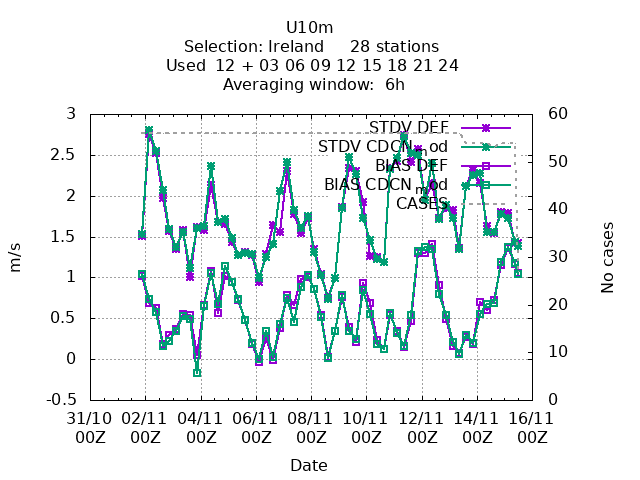 U10m
Selection: Ireland     28 stations
Used  12 + 03 06 09 12 15 18 21 24
Averaging window:  6h
3
2.5
2
1.5
1
0.5
0
-0.5
m/s
60
50
40
30
20
10
0
No cases
STDV DEF
STDV CDCN_mod
BIAS DEF
BIAS CDCN_mod
CASES
31/10 02/11 04/11 06/11 08/11 10/11 12/11 14/11 16/11
00Z 00Z 00Z 00Z 00Z 00Z 00Z 00Z 00Z
Date